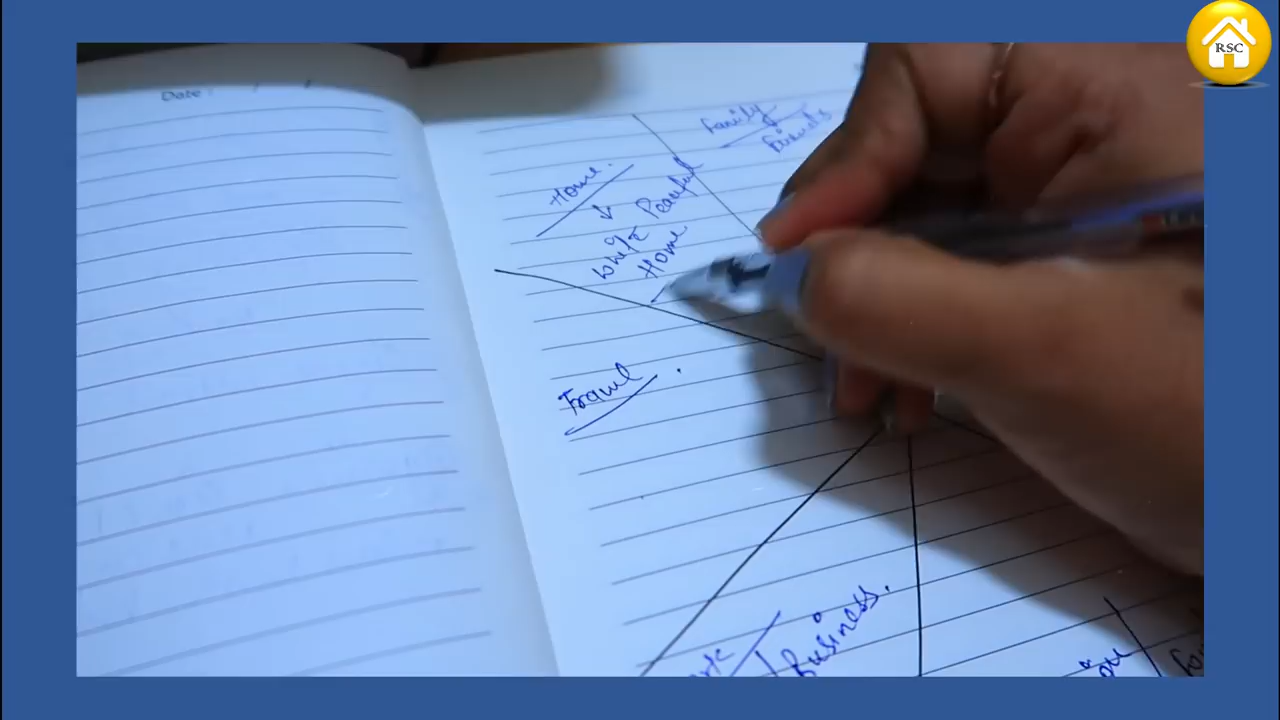 RSC
Date: / /
Family
Friends
Home.
White Peaceful
Home
Travel
Business.